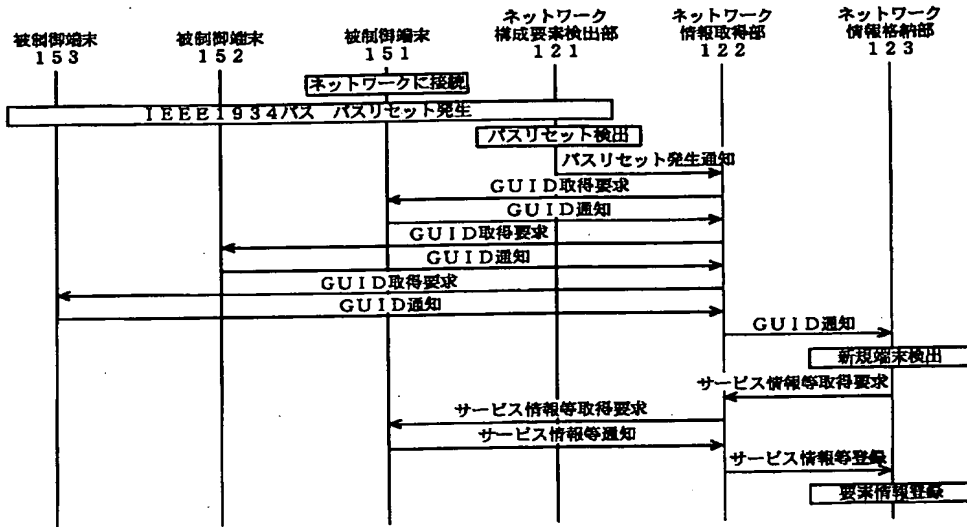 被制御端末
153
被制御端末
152
被制御端末
151
ネットワーク
構成要素検出部
121
ネットワーク
情報取得部
122
ネットワーク
情報格納部
123
ネットワークに接続
IEEE1934バス バスリセット発生
バスリセット検出
バスリセット発生通知
GUID取得要求
GUID通知
GUID取得要求
GUID通知
GUID取得要求
GUID通知
GUID通知
新規端末検出
サービス情報等取得要求
サービス情報等取得要求
サービス情報等通知
サービス情報等登録
要素情報登録